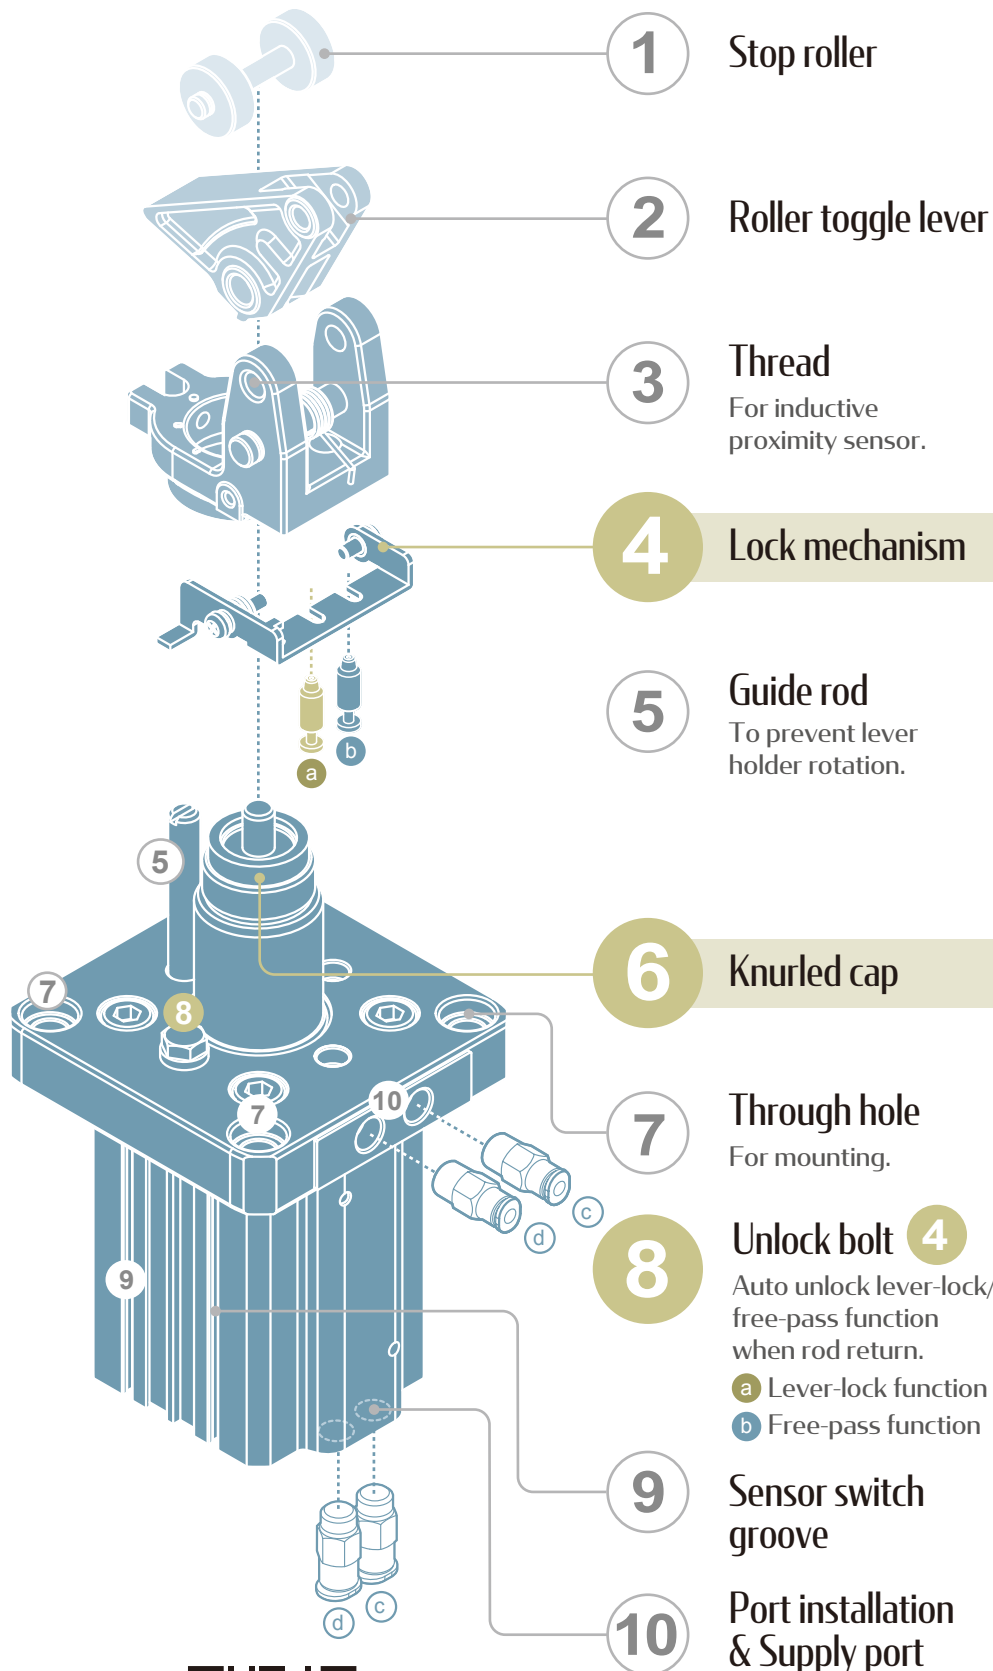 1 Stop roller
2 Roller toggle lever
3 Thread
For inductive
proximity sensor.
4 Lock mechanism
5 Guide rod
To prevent lever
holder rotation.
a
b
5
6 Knurled cap
7
8
7
10
7 Through hole
For mounting.
c
d
9
8 Unlock bolt 4
Auto unlock lever-lock/
free-pass function
when rod return.
a Lever-lock function
b Free-pass function
9 Sensor switch
groove
d
c
10 Port installation
& Supply port